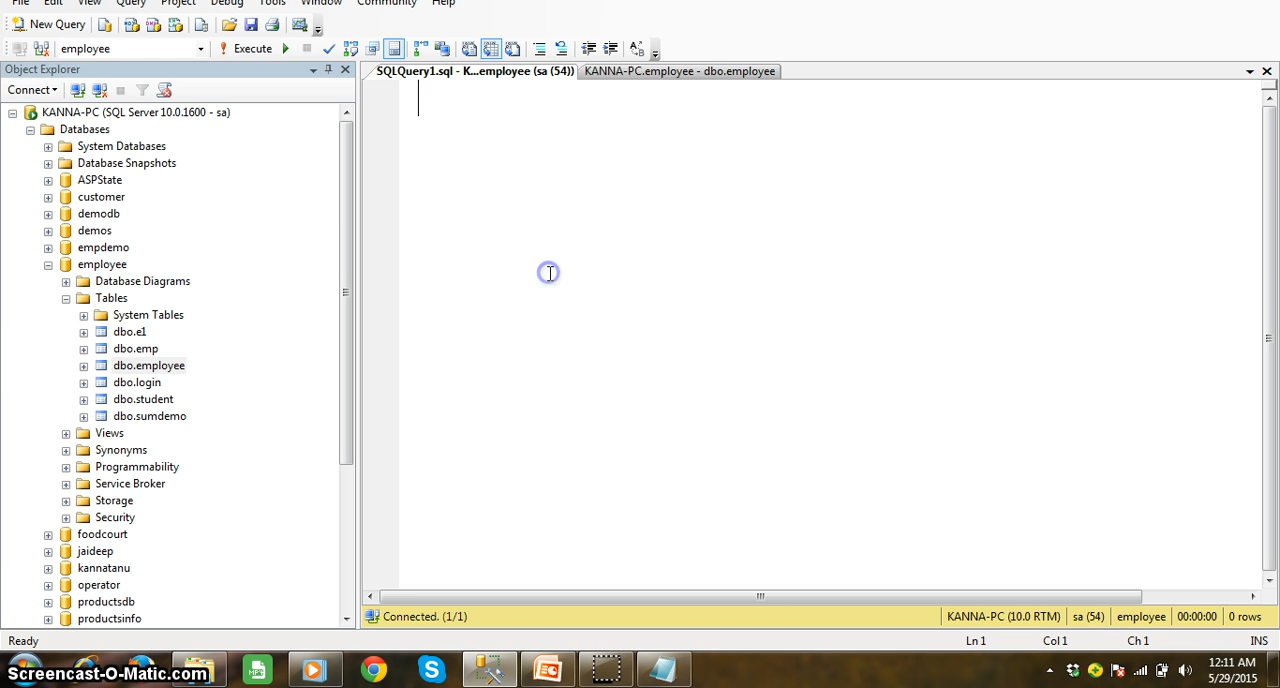 File Edit View Query Project Debug Tools Window Community Help
New Query
employee Execute
Object Explorer
SQLQuery1.sql - K...employee (sa (54)) KANNA-PC.employee - dbo.employee
Connect
KANNA-PC (SQL Server 10.0.1600 - sa)
Databases
System Databases
Database Snapshots
ASPState
customer
demodb
demos
empdemo
employee
Database Diagrams
Tables
System Tables
dbo.e1
dbo.emp
dbo.employee
dbo.login
dbo.student
dbo.sumdemo
Views
Synonyms
Programmability
Service Broker
Storage
Security
foodcourt
jaideep
kannatanu
operator
productsdb
productsinfo
Connected. (1/1) KANNA-PC (10.0 RTM) sa (54) employee 00:00:00 0 rows
Ready Ln 1 Col 1 Ch 1 INS
Screencast-O-Matic.com
12:11 AM
5/29/2015